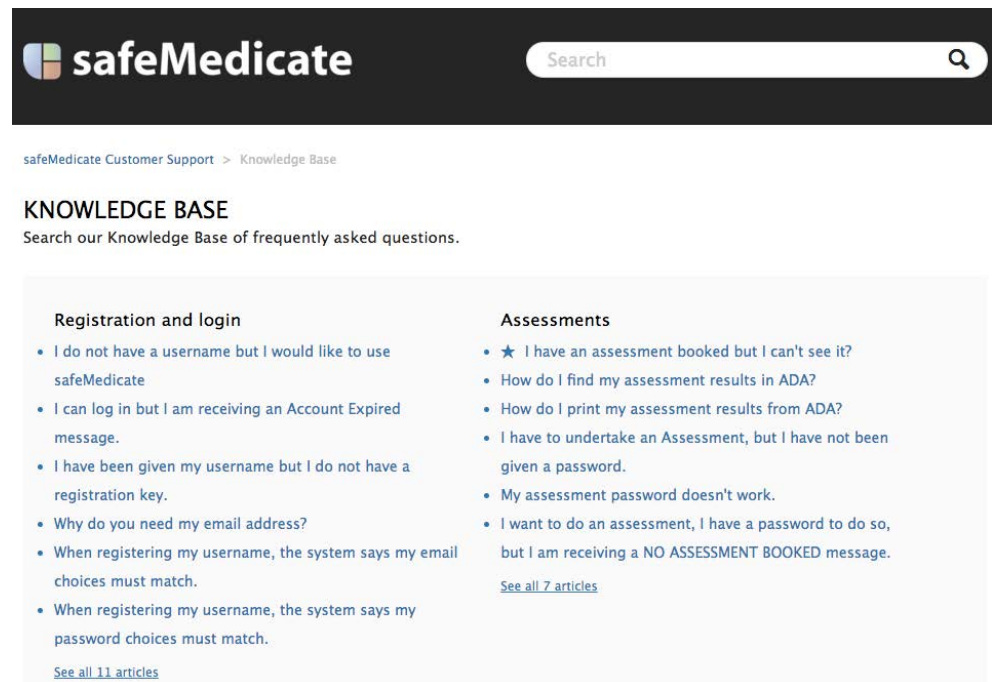 safeMedicate
Search
safeMedicate Customer Support > Knowledge Base
KNOWLEDGE BASE
Search our Knowledge Base of frequently asked questions.
Registration and login
• I do not have a username but I would like to use
safeMedicate
• I can log in but I am receiving an Account Expired
message.
• I have been given my username but I do not have a
registration key.
• Why do you need my email address?
• When registering my username, the system says my email
choices must match.
• When registering my username, the system says my
password choices must match.
See all 11 articles
Assessments
• ★ I have an assessment booked but I can't see it?
• How do I find my assessment results in ADA?
• How do I print my assessment results from ADA?
• I have to undertake an Assessment, but I have not been
given a password.
• My assessment password doesn't work.
• I want to do an assessment, I have a password to do so,
but I am receiving a NO ASSESSMENT BOOKED message.
See all 7 articles